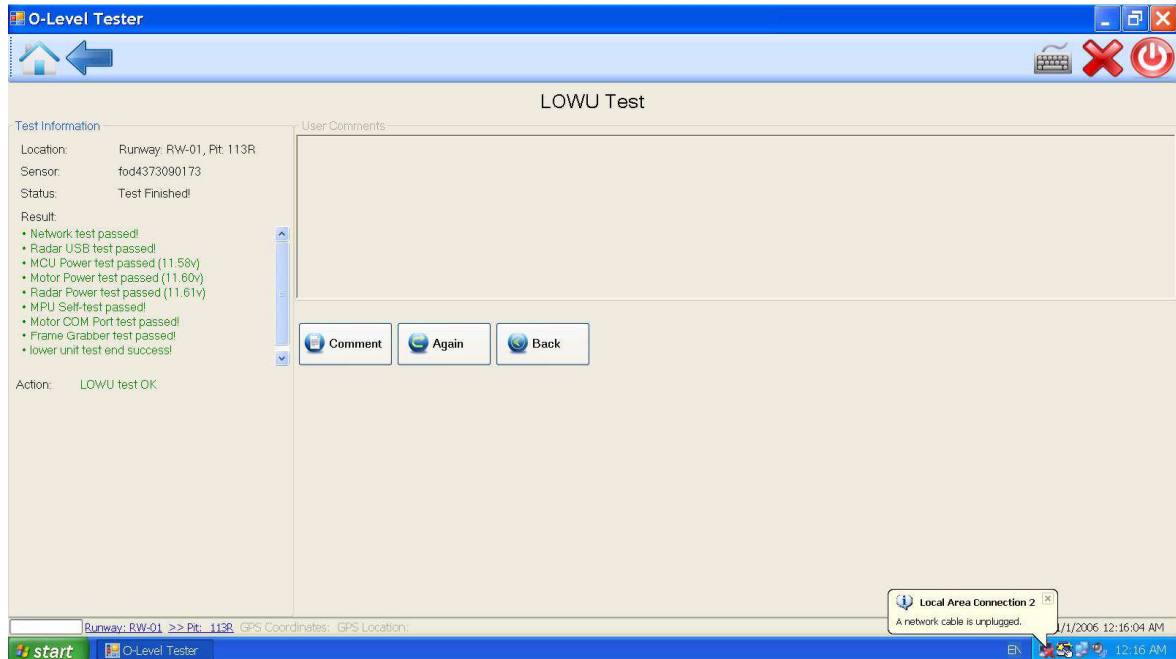 O-Level Tester
LOWU Test
Test Information
User Comments
Location: Runway: RW-01, Pit: 113R
Sensor: fod4373090173
Status: Test Finished!
Result:
• Network test passed!
• Radar USB test passed!
• MCU Power test passed (11.58v)
• Motor Power test passed (11.60v)
• Radar Power test passed (11.61v)
• MPU Self-test passed!
• Motor COM Port test passed!
• Frame Grabber test passed!
• lower unit test end success!
Comment Again Back
Action: LOWU test OK
Local Area Connection 2
A network cable is unplugged.
Runway: RW-01 >> Pit: 113R GPS Coordinates: GPS Location: /1/2006 12:16:04 AM
start O-Level Tester EN 12:16 AM